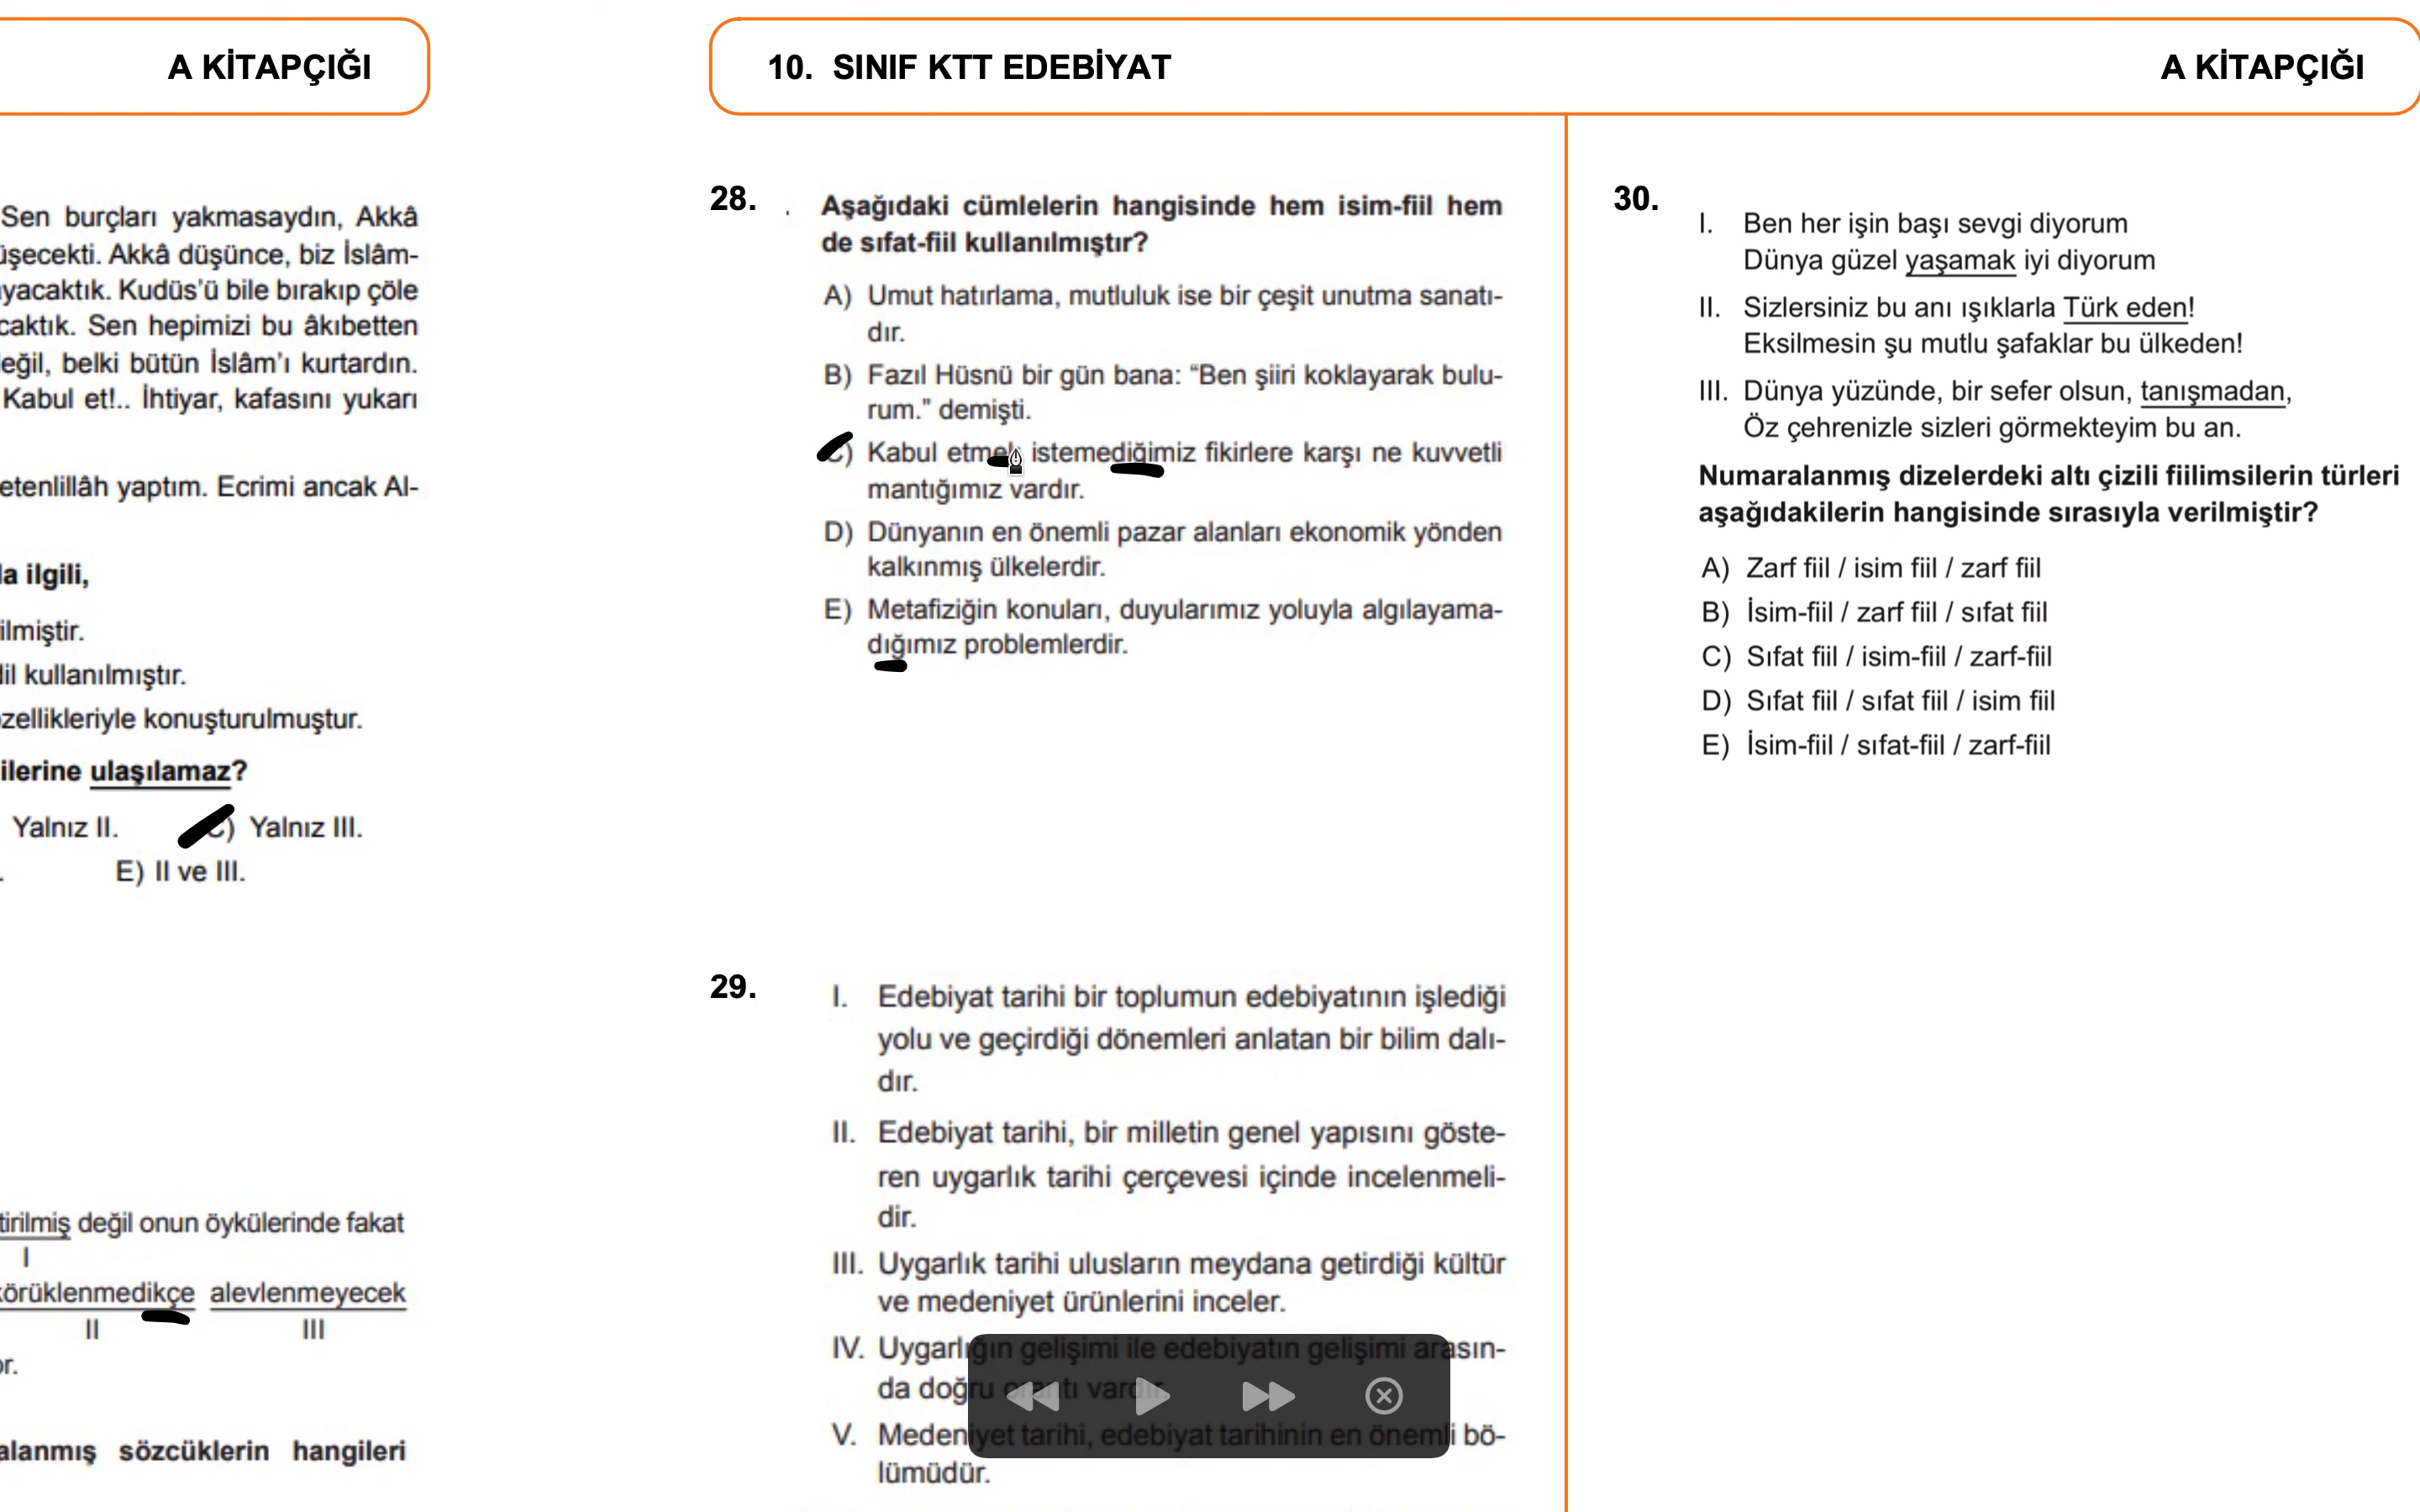 A KİTAPÇIĞI
Sen burçları yakmasaydın, Akkâ
üşecekti. Akkâ düşünce, biz İslâm-
yacaktık. Kudüs'ü bile bırakıp çöle
caktık. Sen hepimizi bu âkıbetten
eğil, belki bütün İslâm'ı kurtardın.
Kabul et!.. İhtiyar, kafasını yukarı
etenlillâh yaptım. Ecrimi ancak Al-
la ilgili,
ilmiştir.
dil kullanılmıştır.
özellikleriyle konuşturulmuştur.
ilerine ulaşılamaz?
Yalnız II. C) Yalnız III.
E) II ve III.
tirilmiş değil onun öykülerinde fakat
I
körüklenmedikçe alevlenmeyecek
II III
or.
alanmış sözcüklerin hangileri
10. SINIF KTT EDEBİYAT A KİTAPÇIĞI
28. Aşağıdaki cümlelerin hangisinde hem isim-fiil hem
de sıfat-fiil kullanılmıştır?
A) Umut hatırlama, mutluluk ise bir çeşit unutma sanatı-
dır.
B) Fazıl Hüsnü bir gün bana: “Ben şiiri koklayarak bulu-
rum.” demişti.
C) Kabul etmek istemediğimiz fikirlere karşı ne kuvvetli
mantığımız vardır.
D) Dünyanın en önemli pazar alanları ekonomik yönden
kalkınmış ülkelerdir.
E) Metafiziğin konuları, duyularımız yoluyla algılayama-
dığımız problemlerdir.
29. I. Edebiyat tarihi bir toplumun edebiyatının işlediği
yolu ve geçirdiği dönemleri anlatan bir bilim dalı-
dır.
II. Edebiyat tarihi, bir milletin genel yapısını göste-
ren uygarlık tarihi çerçevesi içinde incelenmeli-
dir.
III. Uygarlık tarihi ulusların meydana getirdiği kültür
ve medeniyet ürünlerini inceler.
IV. Uygarlığın gelişimi ile edebiyatın gelişimi arasın-
da doğru orantı vardır.
V. Medeniyet tarihi, edebiyat tarihinin en önemli bö-
lümüdür.
30. I. Ben her işin başı sevgi diyorum
Dünya güzel yaşamak iyi diyorum
II. Sizlersiniz bu anı ışıklarla Türk eden!
Eksilmesin şu mutlu şafaklar bu ülkeden!
III. Dünya yüzünde, bir sefer olsun, tanışmadan,
Öz çehrenizle sizleri görmekteyim bu an.
Numaralanmış dizelerdeki altı çizili fiilimsilerin türleri
aşağıdakilerin hangisinde sırasıyla verilmiştir?
A) Zarf fiil / isim fiil / zarf fiil
B) İsim-fiil / zarf fiil / sıfat fiil
C) Sıfat fiil / isim-fiil / zarf-fiil
D) Sıfat fiil / sıfat fiil / isim fiil
E) İsim-fiil / sıfat-fiil / zarf-fiil